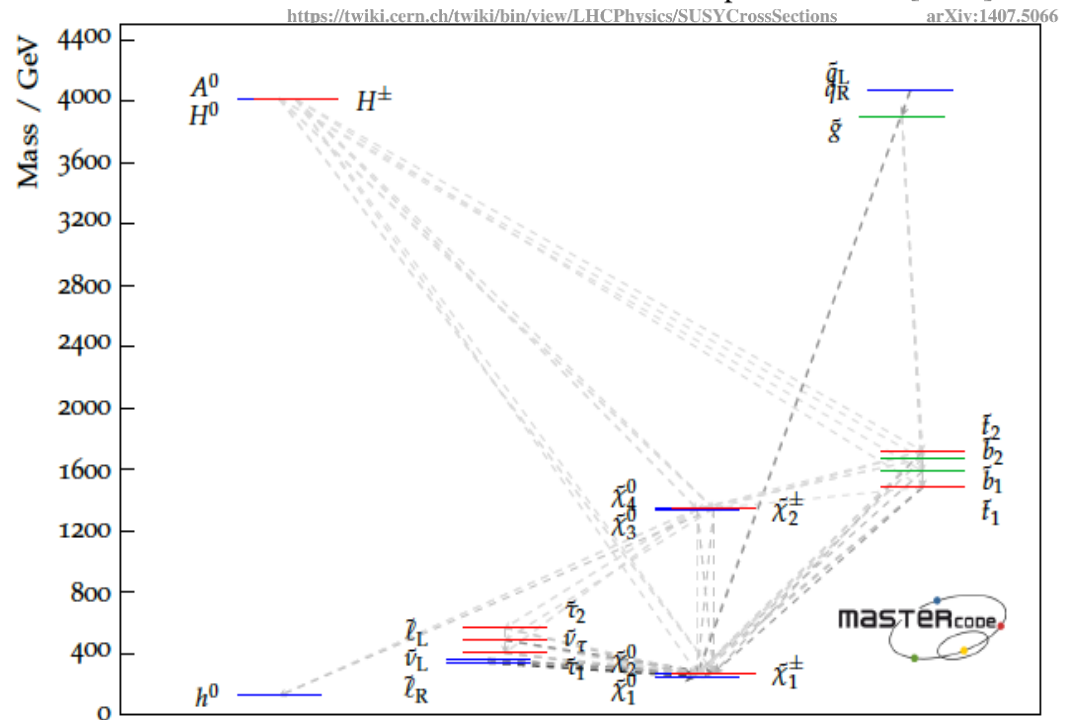 https://twiki.cern.ch/twiki/bin/view/LHCPhysics/SUSYCrossSections arXiv:1407.5066
Mass / GeV
4400
4000
3600
3200
2800
2400
2000
1600
1200
800
400
0
A⁰
H⁰
H±
q̃L
q̃R
g̃
t̃₂
b̃₂
b̃₁
t̃₁
χ̃⁰₄
χ̃⁰₃
χ̃±₂
ℓ̃L
ν̃L
ℓ̃R
τ̃₂
ν̃τ
τ̃₁
χ̃⁰₂
χ̃⁰₁
χ̃±₁
h⁰
masterCODE